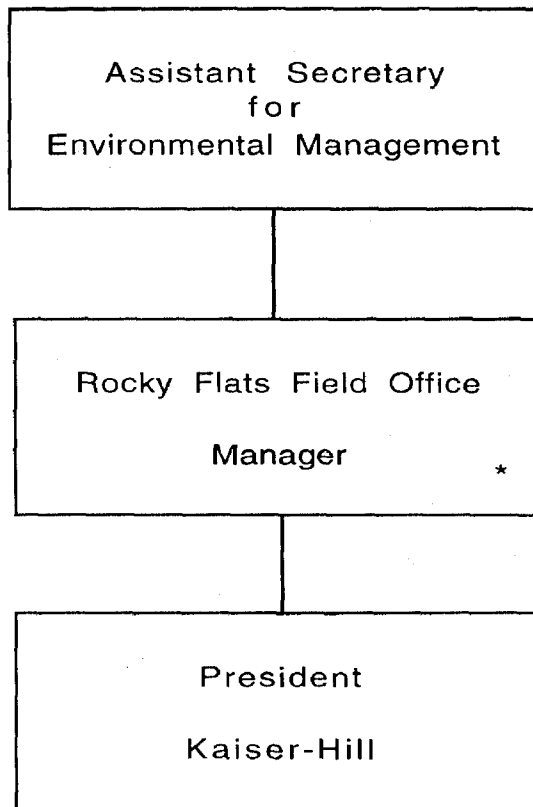 Assistant Secretary
for
Environmental Management
Rocky Flats Field Office
Manager
*
President
Kaiser-Hill